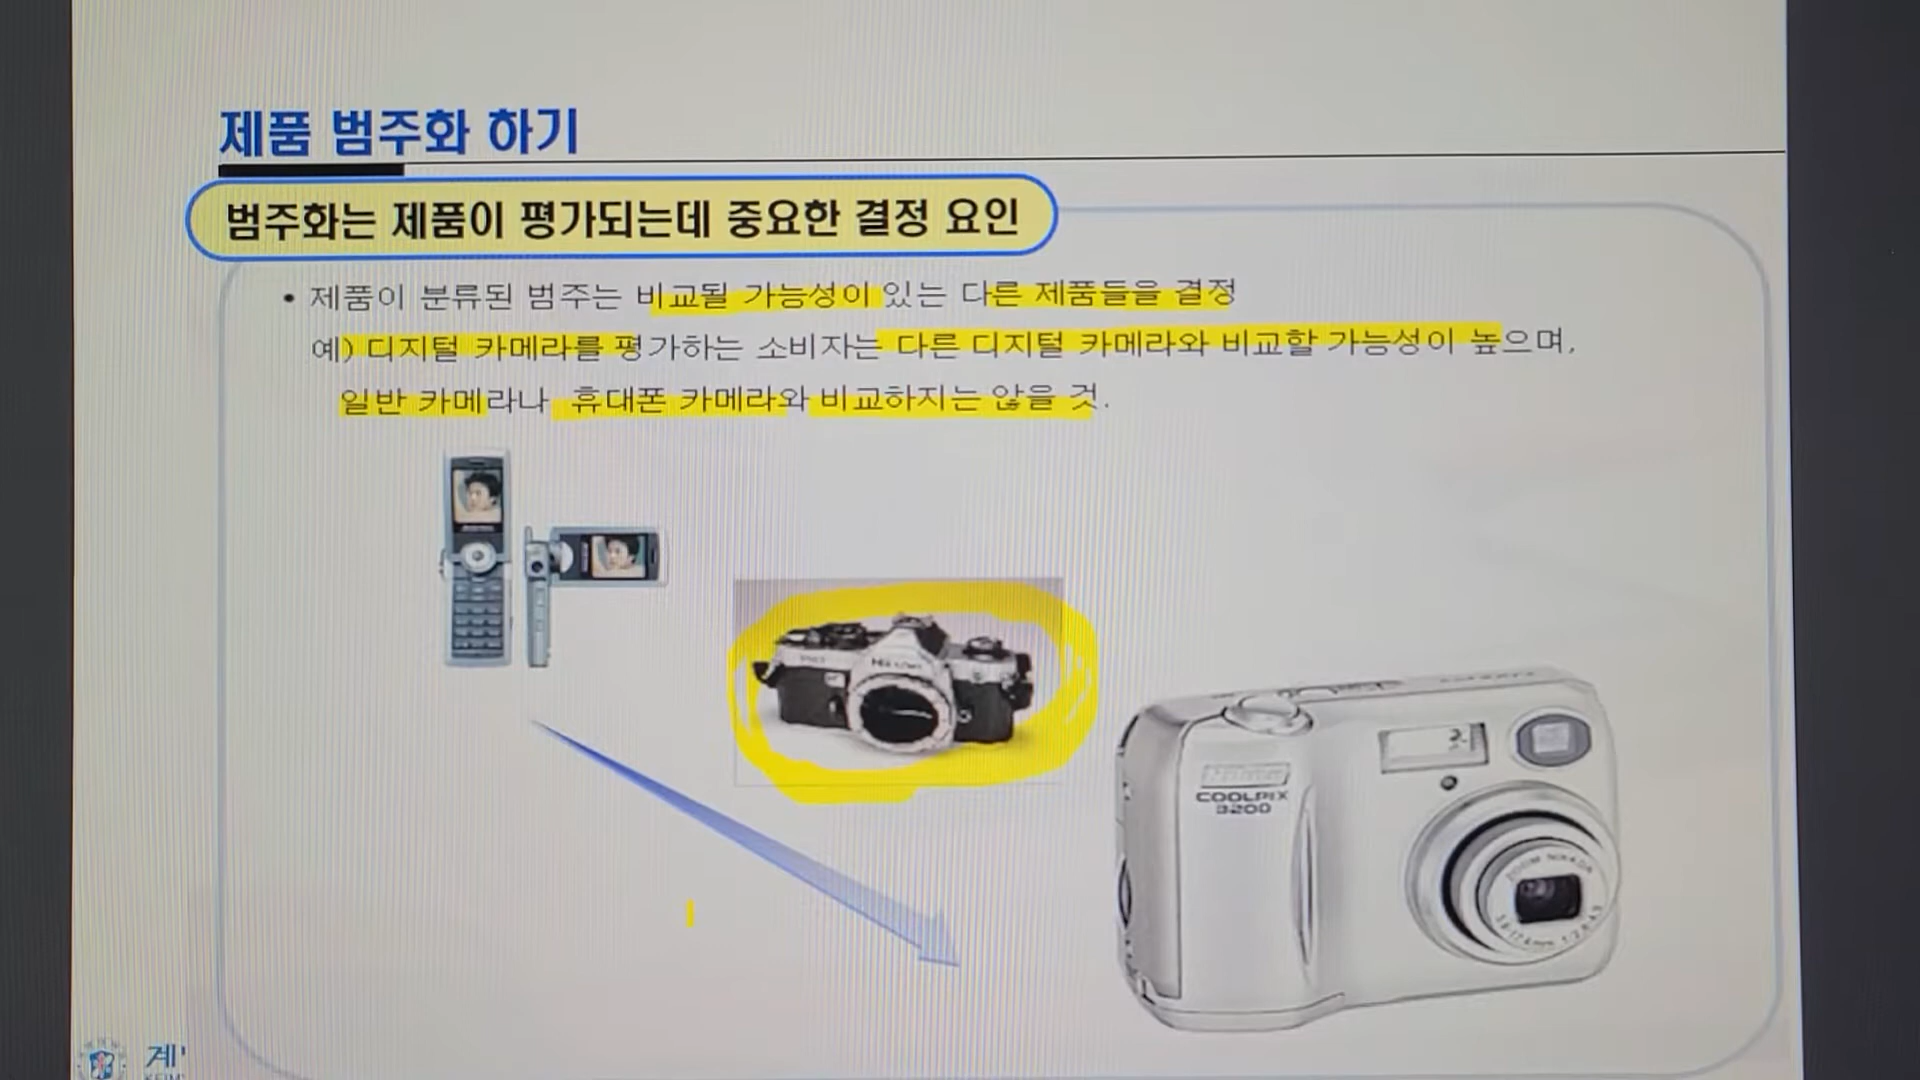 제품 범주화 하기
범주화는 제품이 평가되는데 중요한 결정 요인
• 제품이 분류된 범주는 비교될 가능성이 있는 다른 제품들을 결정
예) 디지털 카메라를 평가하는 소비자는 다른 디지털 카메라와 비교할 가능성이 높으며,
일반 카메라나 휴대폰 카메라와 비교하지는 않을 것.
COOLPIX
3200
계